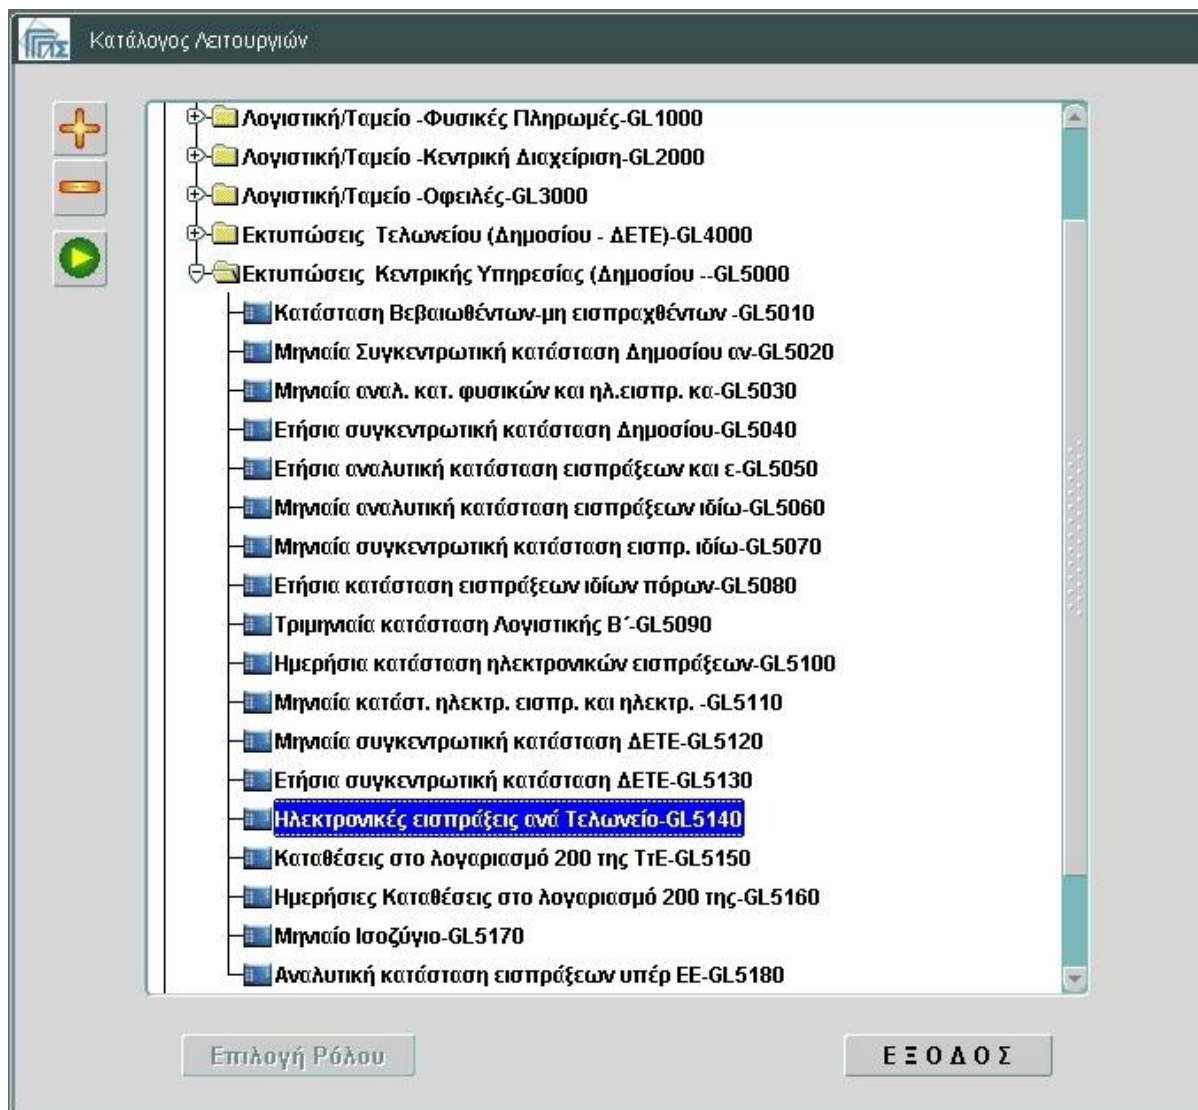 ΓΓΠΣ
Κατάλογος Λειτουργιών
Λογιστική/Ταμείο -Φυσικές Πληρωμές-GL1000
Λογιστική/Ταμείο -Κεντρική Διαχείριση-GL2000
Λογιστική/Ταμείο -Οφειλές-GL3000
Εκτυπώσεις Τελωνείου (Δημοσίου - ΔΕΤΕ)-GL4000
Εκτυπώσεις Κεντρικής Υπηρεσίας (Δημοσίου --GL5000
Κατάσταση Βεβαιωθέντων-μη εισπραχθέντων -GL5010
Μηνιαία Συγκεντρωτική κατάσταση Δημοσίου αν-GL5020
Μηνιαία αναλ. κατ. φυσικών και ηλ.εισπρ. κα-GL5030
Ετήσια συγκεντρωτική κατάσταση Δημοσίου-GL5040
Ετήσια αναλυτική κατάσταση εισπράξεων και ε-GL5050
Μηνιαία αναλυτική κατάσταση εισπράξεων ιδίω-GL5060
Μηνιαία συγκεντρωτική κατάσταση εισπρ. ιδίω-GL5070
Ετήσια κατάσταση εισπράξεων ιδίων πόρων-GL5080
Τριμηνιαία κατάσταση Λογιστικής Β΄-GL5090
Ημερήσια κατάσταση ηλεκτρονικών εισπράξεων-GL5100
Μηνιαία κατάστ. ηλεκτρ. εισπρ. και ηλεκτρ. -GL5110
Μηνιαία συγκεντρωτική κατάσταση ΔΕΤΕ-GL5120
Ετήσια συγκεντρωτική κατάσταση ΔΕΤΕ-GL5130
Ηλεκτρονικές εισπράξεις ανά Τελωνείο-GL5140
Καταθέσεις στο λογαριασμό 200 της ΤτΕ-GL5150
Ημερήσιες Καταθέσεις στο λογαριασμό 200 της-GL5160
Μηνιαίο Ισοζύγιο-GL5170
Αναλυτική κατάσταση εισπράξεων υπέρ ΕΕ-GL5180
Επιλογή Ρόλου
ΕΞΟΔΟΣ